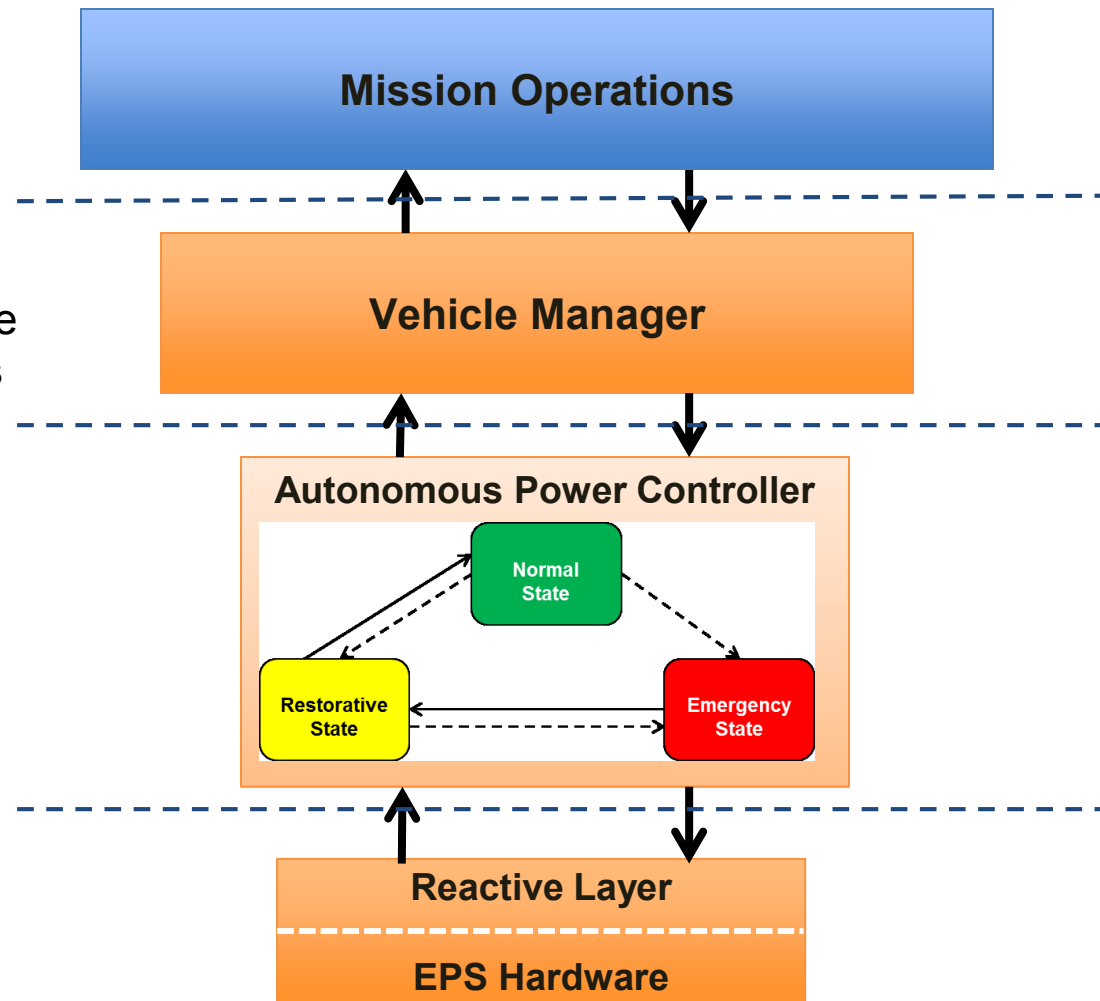 Mission Operations
Vehicle Manager
Autonomous Power Controller
Normal
State
Restorative
State
Emergency
State
Reactive Layer
EPS Hardware